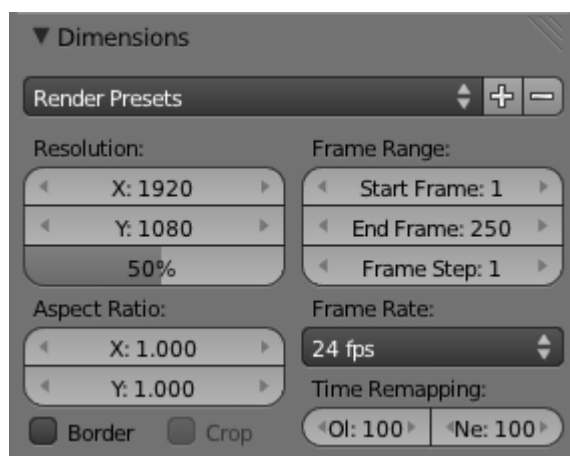 Dimensions
Render Presets
Resolution:
X: 1920
Y: 1080
50%
Aspect Ratio:
X: 1.000
Y: 1.000
Border
Crop
Frame Range:
Start Frame: 1
End Frame: 250
Frame Step: 1
Frame Rate:
24 fps
Time Remapping:
Ol: 100
Ne: 100